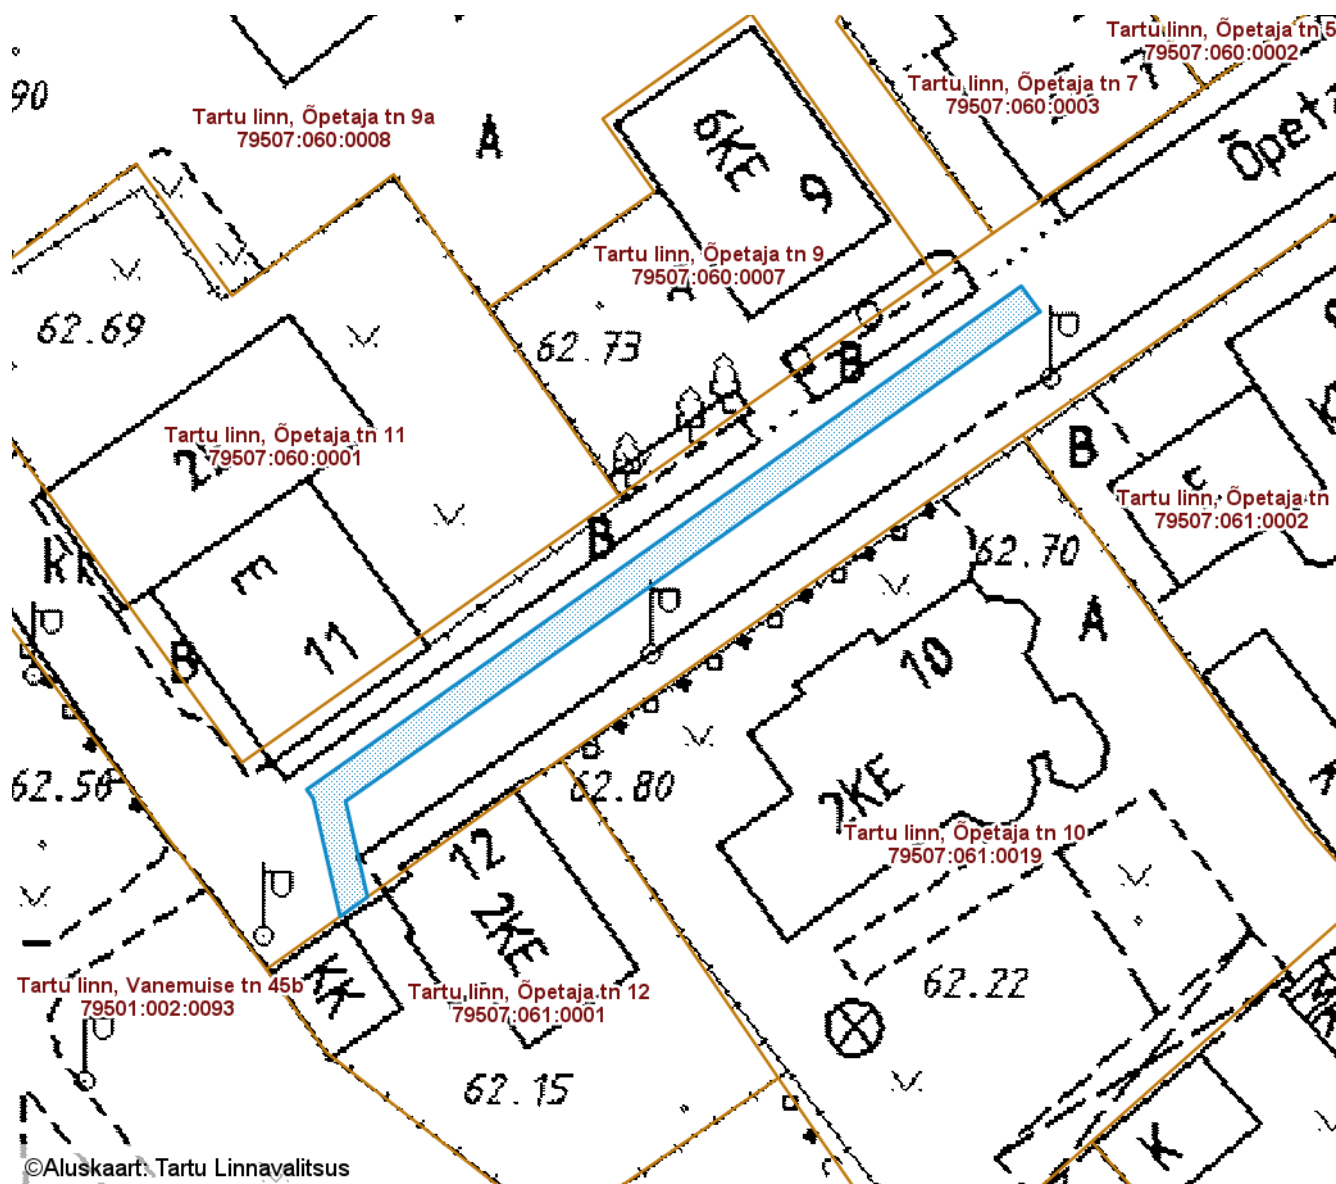 Tartu linn, Õpetaja tn 5
79507:060:0002
Tartu linn, Õpetaja tn 7
79507:060:0003
90
Tartu linn, Õpetaja tn 9a
79507:060:0008
A
6KE
9
Tartu linn, Õpetaja tn 9
79507:060:0007
62.69
62.73
B
Tartu linn, Õpetaja tn 11
79507:060:0001
B
Tartu linn, Õpetaja tn
79507:061:0002
B
62.70
KK
E
11
B
A
10
62.56
62.80
2KE
Tartu linn, Õpetaja tn 10
79507:061:0019
12
2KE
KK
62.22
Tartu linn, Vanemuise tn 45b
79501:002:0093
Tartu linn, Õpetaja tn 12
79507:061:0001
62.15
K
©Aluskaart: Tartu Linnavalitsus